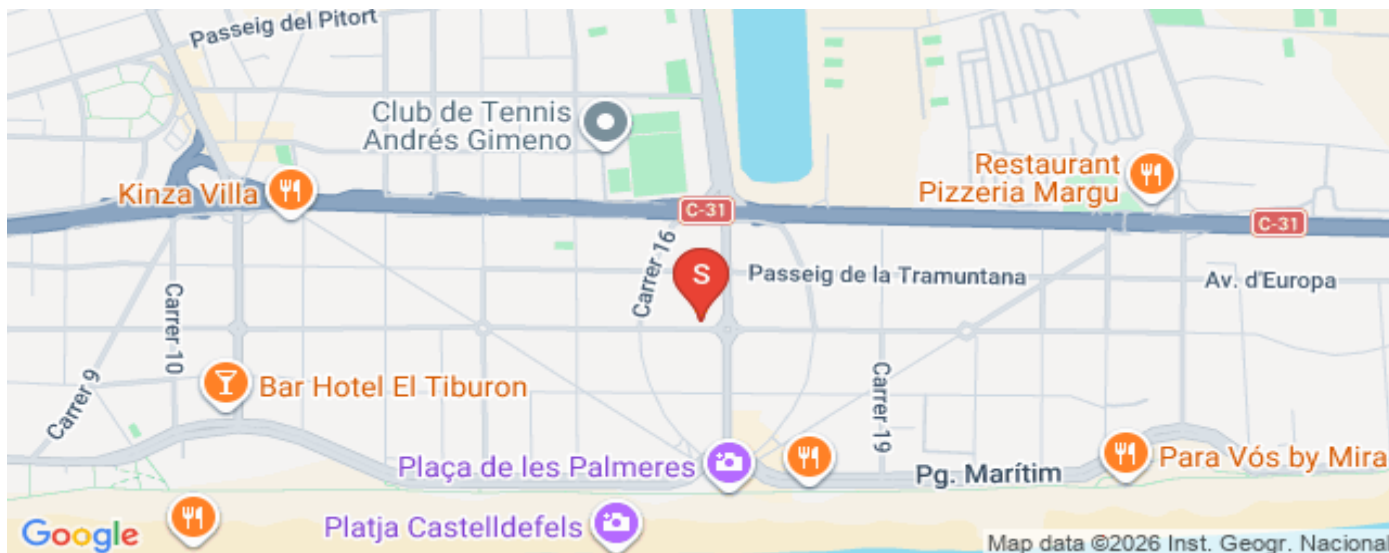 Passeig del Pitort
Club de Tennis
Andrés Gimeno
Kinza Villa
Restaurant
Pizzeria Margu
C-31
C-31
Carrer 16
S
Passeig de la Tramuntana
Av. d'Europa
Carrer 10
Carrer 9
Bar Hotel El Tiburon
Carrer 19
Plaça de les Palmeres
Pg. Marítim
Para Vós by Mira
Platja Castelldefels
Google
Map data ©2026 Inst. Geogr. Nacional